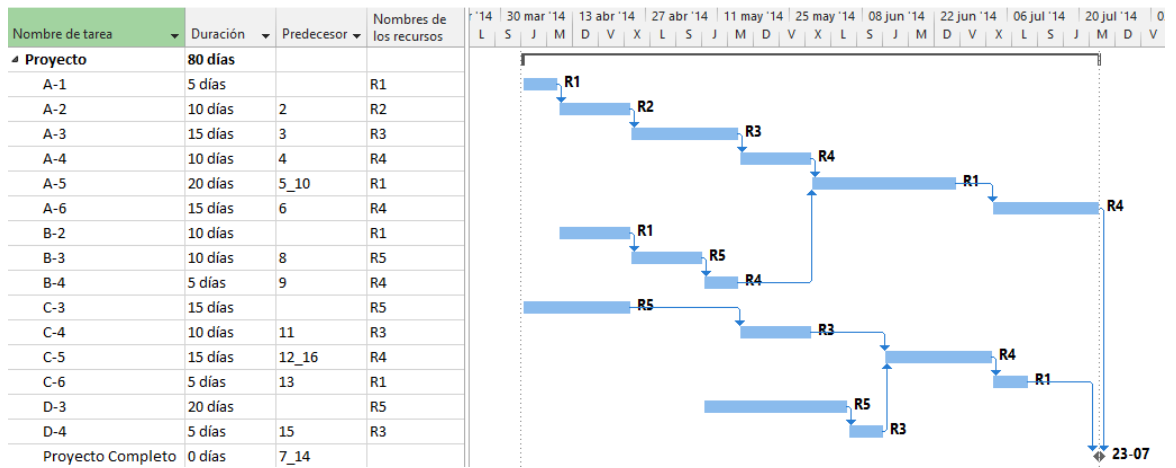 Nombre de tarea Duración Predecesor Nombres de los recursos r '14 30 mar '14 13 abr '14 27 abr '14 11 may '14 25 may '14 08 jun '14 22 jun '14 06 jul '14 20 jul '14 0
L S J M D V X L S J M D V X L S J M D V X L S J M D V
Proyecto 80 días
A-1 5 días R1 R1
A-2 10 días 2 R2 R2
A-3 15 días 3 R3 R3
A-4 10 días 4 R4 R4
A-5 20 días 5_10 R1 R1
A-6 15 días 6 R4 R4
B-2 10 días R1 R1
B-3 10 días 8 R5 R5
B-4 5 días 9 R4 R4
C-3 15 días R5 R5
C-4 10 días 11 R3 R3
C-5 15 días 12_16 R4 R4
C-6 5 días 13 R1 R1
D-3 20 días R5 R5
D-4 5 días 15 R3 R3
Proyecto Completo 0 días 7_14 23-07